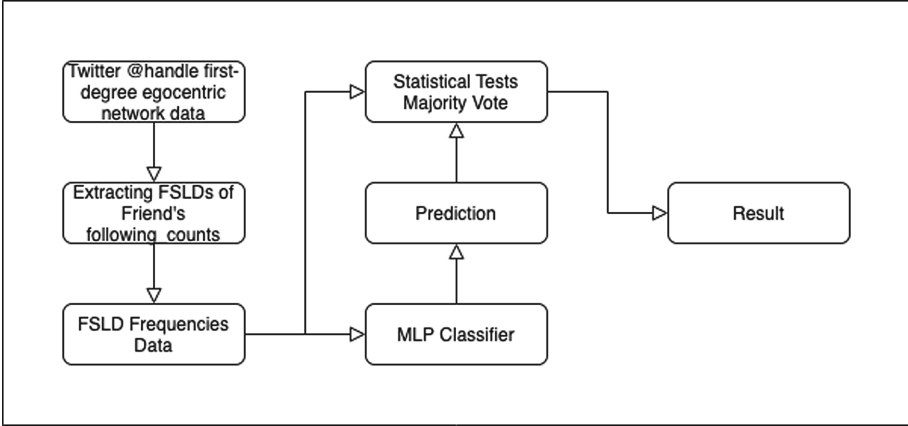 Twitter @handle first-
degree egocentric
network data
Extracting FSLDs of
Friend's
following_counts
FSLD Frequencies
Data
Statistical Tests
Majority Vote
Prediction
MLP Classifier
Result